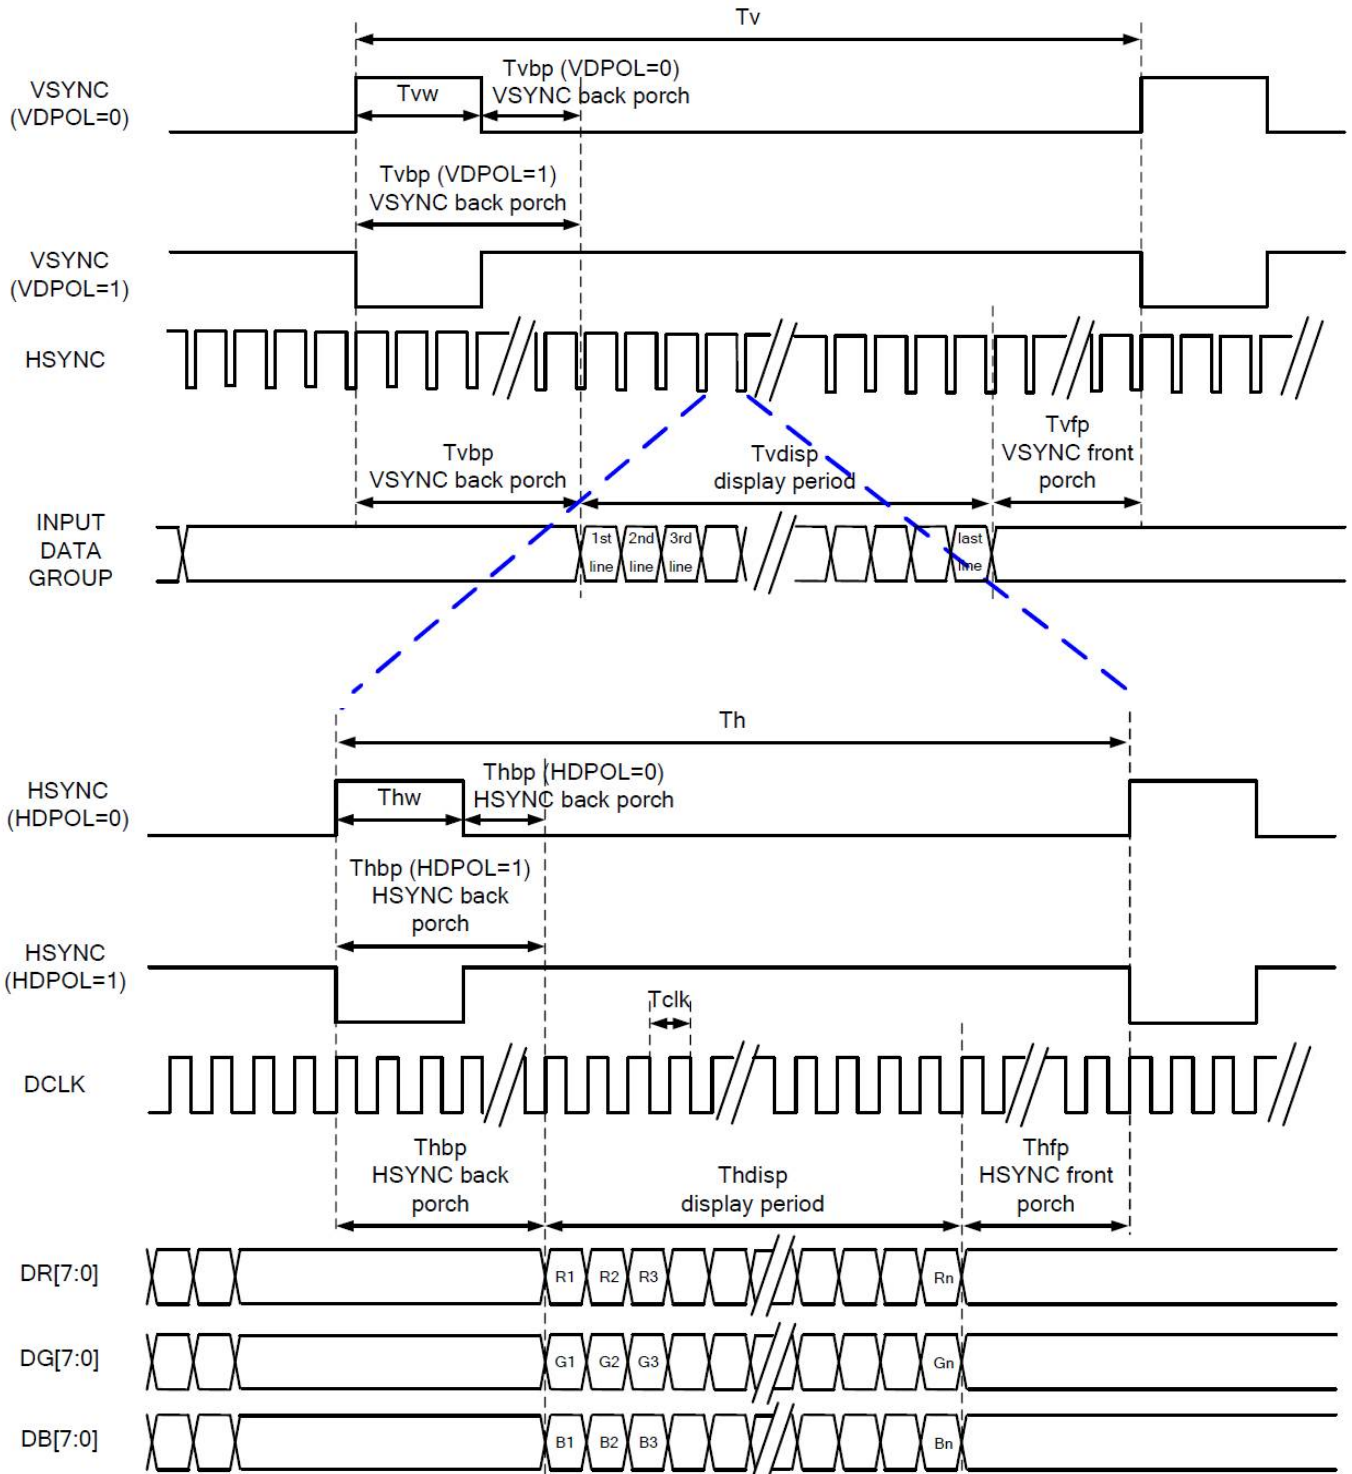 Tv
VSYNC
(VDPOL=0)
Tvw
Tvbp (VDPOL=0)
VSYNC back porch
Tvbp (VDPOL=1)
VSYNC back porch
VSYNC
(VDPOL=1)
HSYNC
Tvbp
VSYNC back porch
Tvdisp
display period
Tvfp
VSYNC front
porch
INPUT
DATA
GROUP
1st
line
2nd
line
3rd
line
last
line
Th
HSYNC
(HDPOL=0)
Thw
Thbp (HDPOL=0)
HSYNC back porch
Thbp (HDPOL=1)
HSYNC back
porch
HSYNC
(HDPOL=1)
Tclk
DCLK
Thbp
HSYNC back
porch
Thdisp
display period
Thfp
HSYNC front
porch
DR[7:0]
R1 R2 R3 Rn
DG[7:0]
G1 G2 G3 Gn
DB[7:0]
B1 B2 B3 Bn